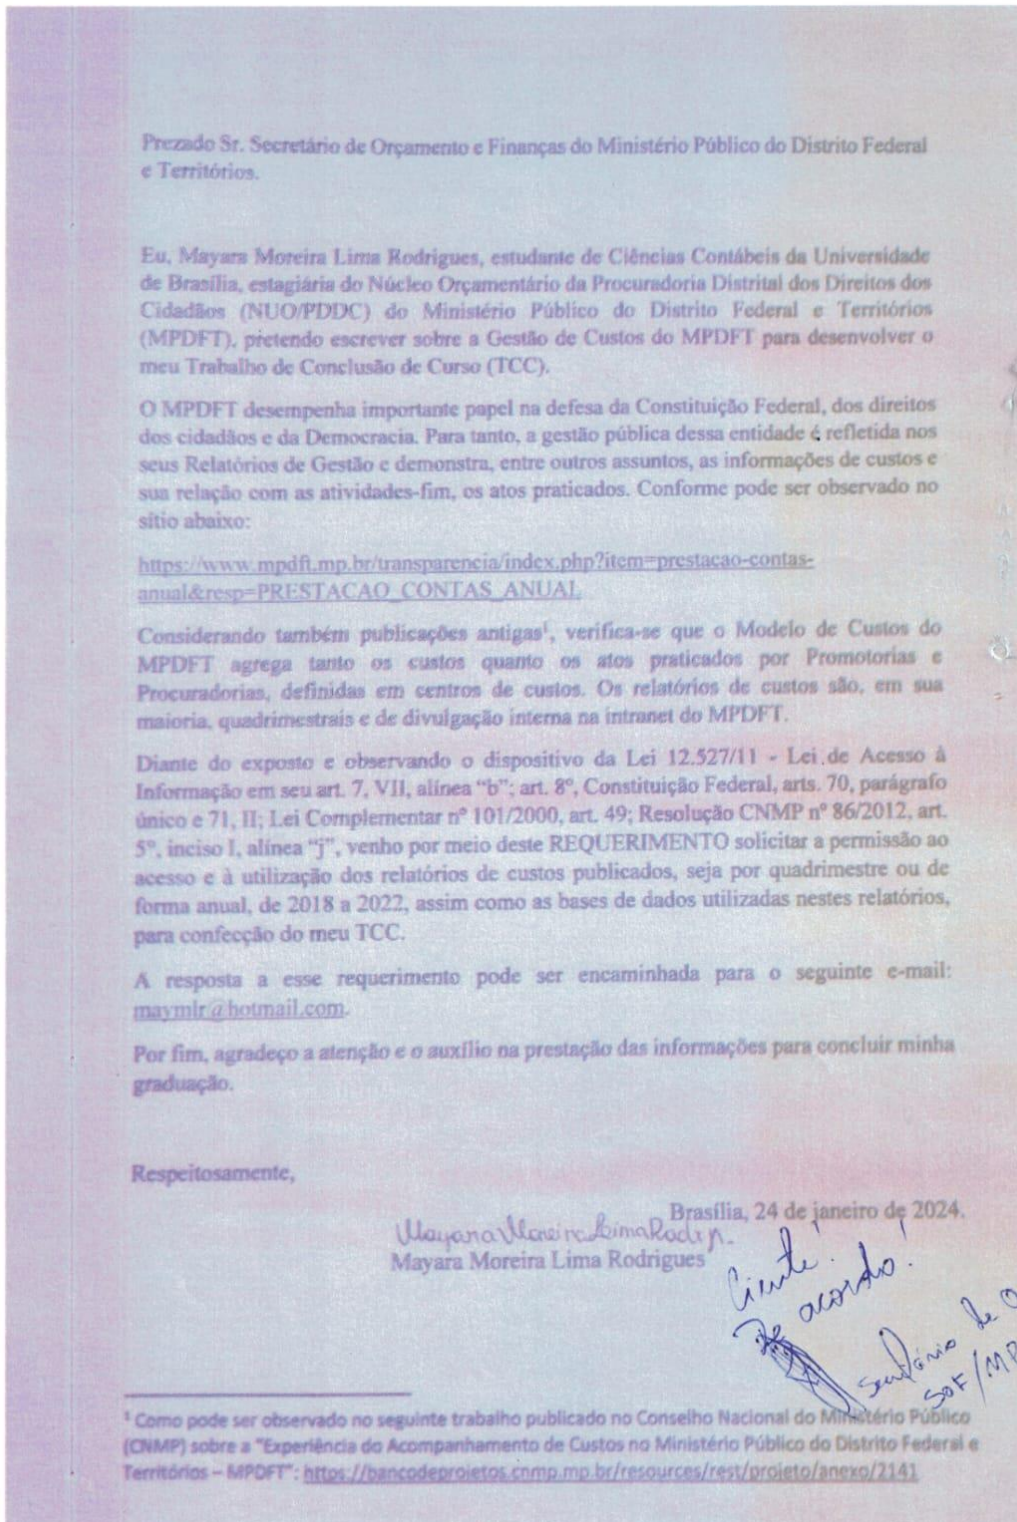 Prezado Sr. Secretário de Orçamento e Finanças do Ministério Público do Distrito Federal
e Territórios.
Eu, Mayara Moreira Lima Rodrigues, estudante de Ciências Contábeis da Universidade
de Brasília, estagiária do Núcleo Orçamentário da Procuradoria Distrital dos Direitos dos
Cidadãos (NUO/PDDC) do Ministério Público do Distrito Federal e Territórios
(MPDFT), pretendo escrever sobre a Gestão de Custos do MPDFT para desenvolver o
meu Trabalho de Conclusão de Curso (TCC).
O MPDFT desempenha importante papel na defesa da Constituição Federal, dos direitos
dos cidadãos e da Democracia. Para tanto, a gestão pública dessa entidade é refletida nos
seus Relatórios de Gestão e demonstra, entre outros assuntos, as informações de custos e
sua relação com as atividades-fim, os atos praticados. Conforme pode ser observado no
sítio abaixo:
https://www.mpdft.mp.br/transparencia/index.php?item=prestacao-contas-
anual&resp=PRESTACAO_CONTAS_ANUAL
Considerando também publicações antigas¹, verifica-se que o Modelo de Custos do
MPDFT agrega tanto os custos quanto os atos praticados por Promotorias e
Procuradorias, definidas em centros de custos. Os relatórios de custos são, em sua
maioria, quadrimestrais e de divulgação interna na intranet do MPDFT.
Diante do exposto e observando o dispositivo da Lei 12.527/11 - Lei de Acesso à
Informação em seu art. 7, VII, alínea “b”; art. 8º, Constituição Federal, arts. 70, parágrafo
único e 71, II; Lei Complementar nº 101/2000, art. 49; Resolução CNMP nº 86/2012, art.
5º, inciso I, alínea “j”, venho por meio deste REQUERIMENTO solicitar a permissão ao
acesso e à utilização dos relatórios de custos publicados, seja por quadrimestre ou de
forma anual, de 2018 a 2022, assim como as bases de dados utilizadas nestes relatórios,
para confecção do meu TCC.
A resposta a esse requerimento pode ser encaminhada para o seguinte e-mail:
maymlr@hotmail.com.
Por fim, agradeço a atenção e o auxílio na prestação das informações para concluir minha
graduação.
Respeitosamente,
Brasília, 24 de janeiro de 2024.
Mayara Moreira Lima Rodr
Mayara Moreira Lima Rodrigues
Ciente!
De acordo!
Secretário de O
SOF/MP
¹ Como pode ser observado no seguinte trabalho publicado no Conselho Nacional do Ministério Público
(CNMP) sobre a “Experiência do Acompanhamento de Custos no Ministério Público do Distrito Federal e
Territórios – MPDFT”: https://bancodeprojetos.cnmp.mp.br/resources/rest/projeto/anexo/2141